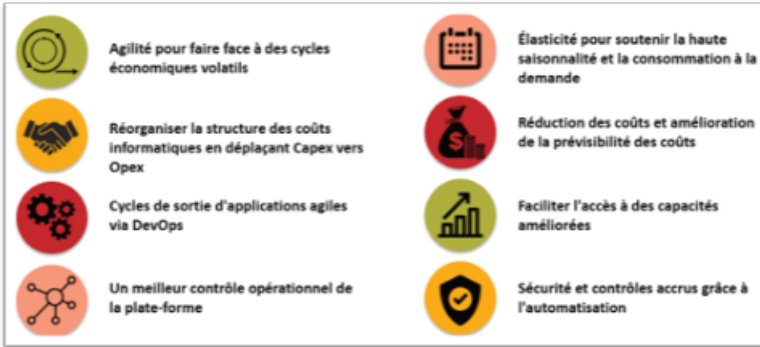 Agilité pour faire face à des cycles
économiques volatils
Réorganiser la structure des coûts
informatiques en déplaçant Capex vers
Opex
Cycles de sortie d'applications agiles
via DevOps
Un meilleur contrôle opérationnel de
la plate-forme
Élasticité pour soutenir la haute
saisonnalité et la consommation à la
demande
Réduction des coûts et amélioration
de la prévisibilité des coûts
Faciliter l'accès à des capacités
améliorées
Sécurité et contrôles accrus grâce à
l'automatisation